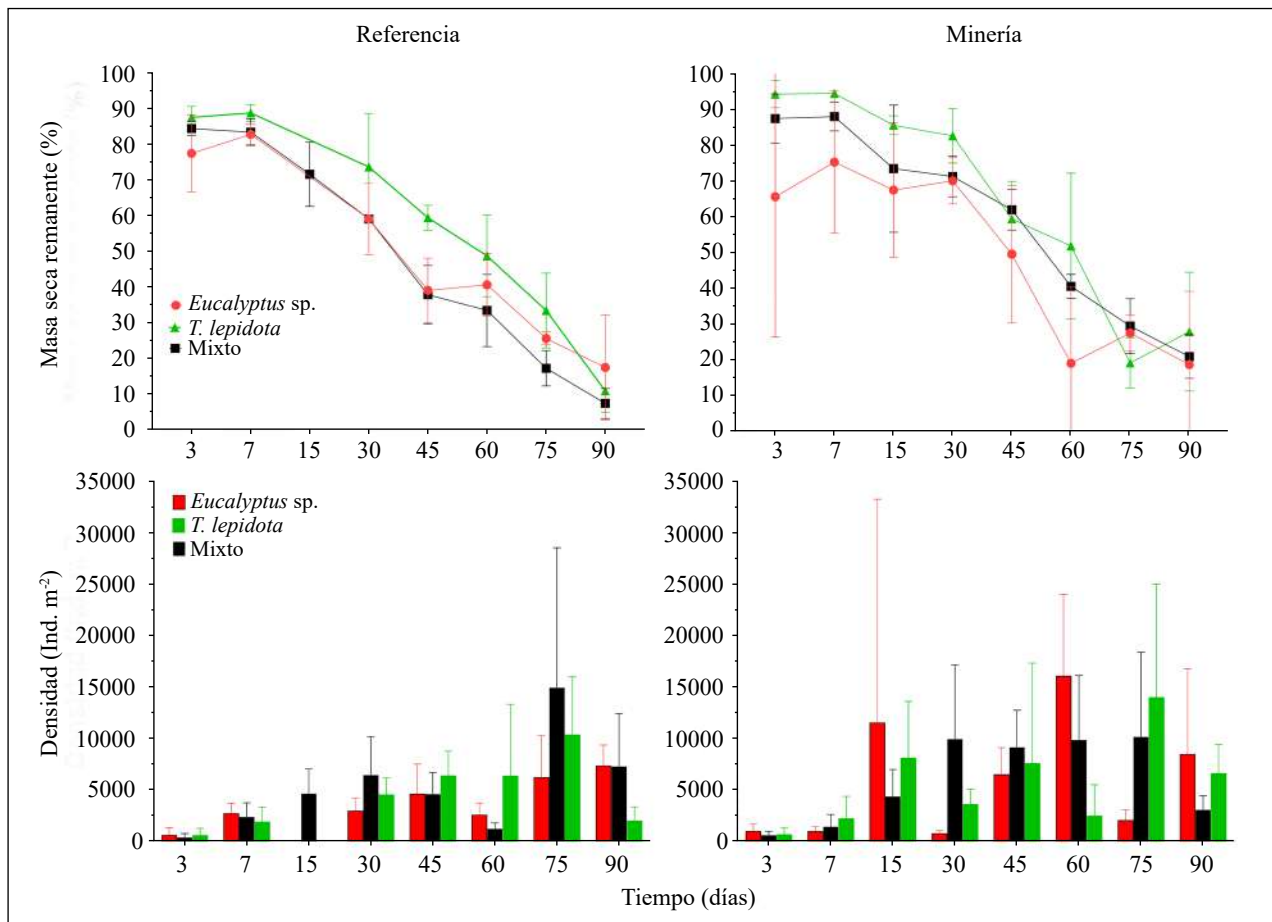 Referencia
Minería
Masa seca remanente (%)
100
90
80
70
60
50
40
30
20
10
0
Eucalyptus sp.
T. lepidota
Mixto
3 7 15 30 45 60 75 90
100
90
80
70
60
50
40
30
20
10
0
3 7 15 30 45 60 75 90
Densidad (Ind. m-2)
35000
30000
25000
20000
15000
10000
5000
0
Eucalyptus sp.
T. lepidota
Mixto
3 7 15 30 45 60 75 90
35000
30000
25000
20000
15000
10000
5000
0
3 7 15 30 45 60 75 90
Tiempo (días)